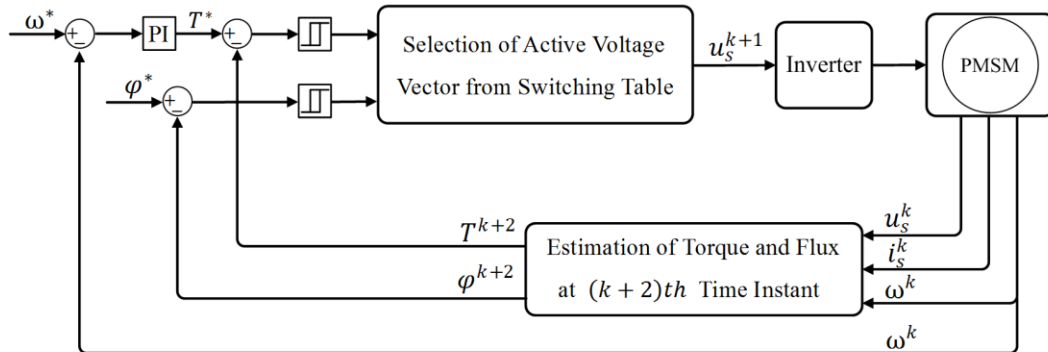 ω*
+
−
PI
T*
+
−
φ*
+
−
Selection of Active Voltage
Vector from Switching Table
u_s^{k+1}
Inverter
PMSM
T^{k+2}
φ^{k+2}
Estimation of Torque and Flux
at (k + 2)th Time Instant
u_s^k
i_s^k
ω^k
ω^k